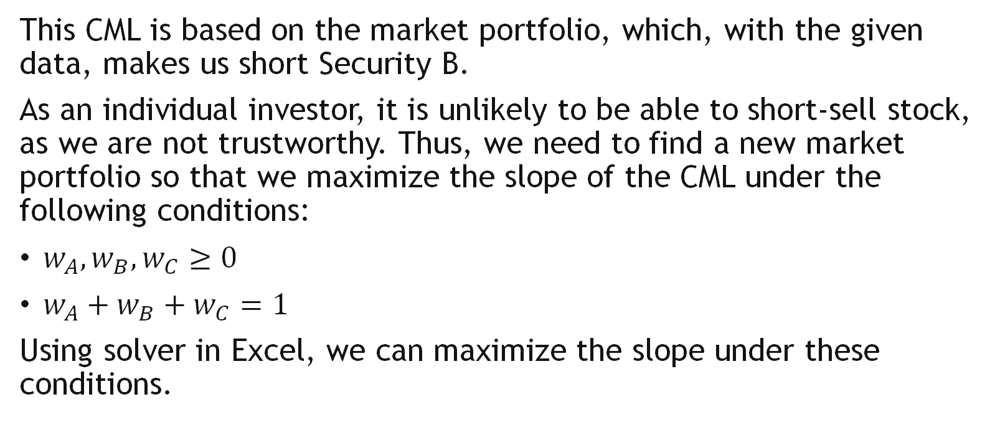 This CML is based on the market portfolio, which, with the given
data, makes us short Security B.
As an individual investor, it is unlikely to be able to short-sell stock,
as we are not trustworthy. Thus, we need to find a new market
portfolio so that we maximize the slope of the CML under the
following conditions:
• w_A, w_B, w_C ≥ 0
• w_A + w_B + w_C = 1
Using solver in Excel, we can maximize the slope under these
conditions.